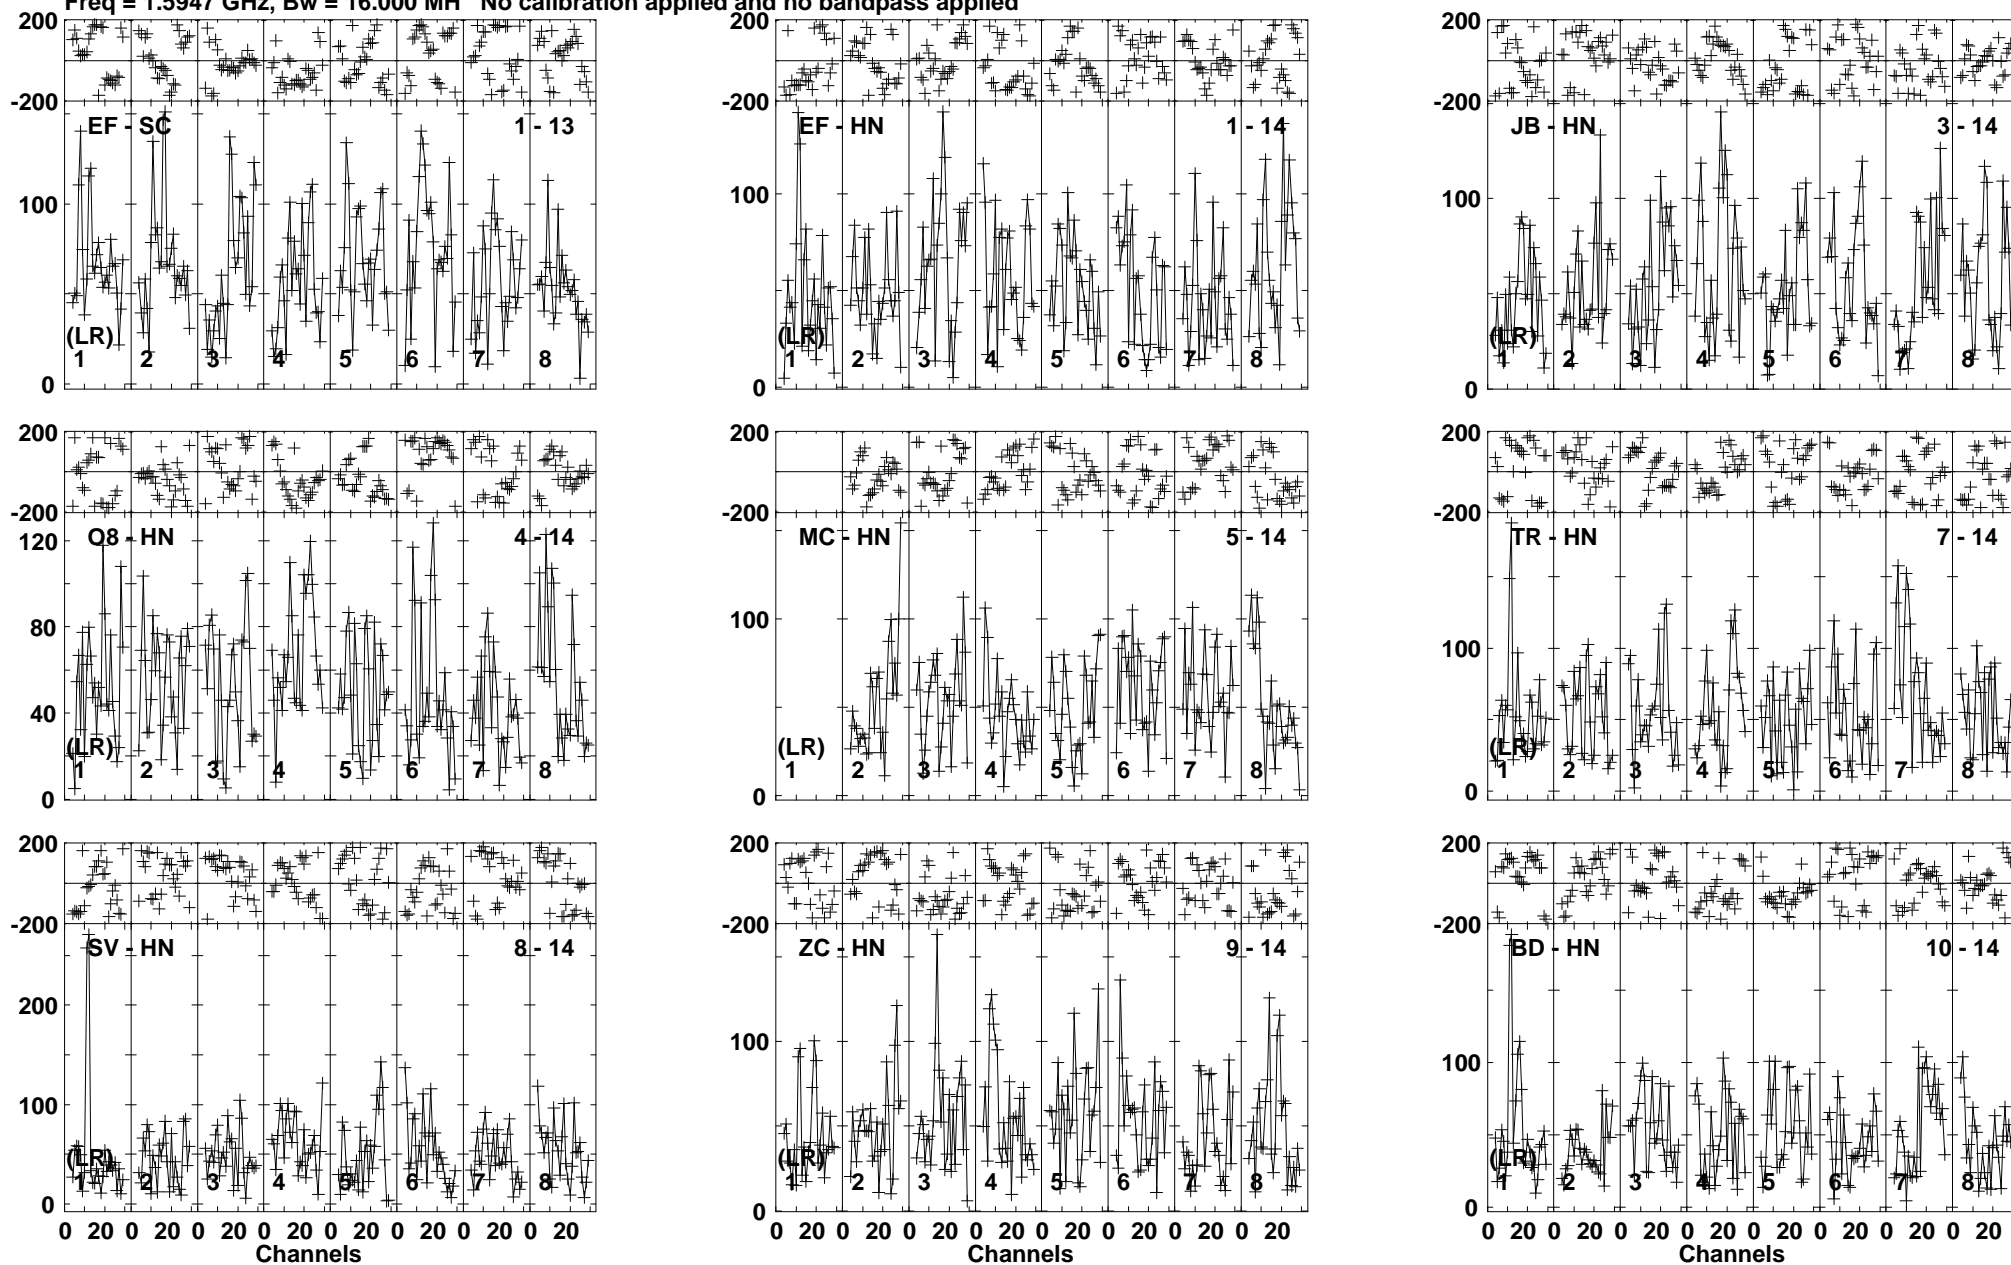 Freq = 1.5947 GHz, Bw = 16.000 MH No calibration applied and no bandpass applied
200
-200
EF - SC 1 - 13
100
(LR)
1 2 3 4 5 6 7 8
0
200
-200
EF - HN 1 - 14
100
(LR)
1 2 3 4 5 6 7 8
0
200
-200
JB - HN 3 - 14
100
(LR)
1 2 3 4 5 6 7 8
0
200
-200
120
O8 - HN 4 - 14
80
40
(LR)
1 2 3 4 5 6 7 8
0
200
-200
MC - HN 5 - 14
100
(LR)
1 2 3 4 5 6 7 8
0
200
-200
TR - HN 7 - 14
100
(LR)
1 2 3 4 5 6 7 8
0
200
-200
SV - HN 8 - 14
200
100
(LR)
1 2 3 4 5 6 7 8
0
0 20 0 20 0 20 0 20 0 20 0 20 0 20 0 20
Channels
200
-200
ZC - HN 9 - 14
100
(LR)
1 2 3 4 5 6 7 8
0
0 20 0 20 0 20 0 20 0 20 0 20 0 20 0 20
Channels
200
-200
BD - HN 10 - 14
100
(LR)
1 2 3 4 5 6 7 8
0
0 20 0 20 0 20 0 20 0 20 0 20 0 20 0 20
Channels